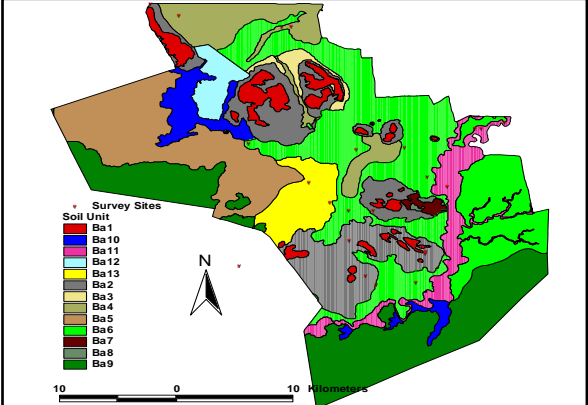 N
Survey Sites
Soil Unit
Ba1
Ba10
Ba11
Ba12
Ba13
Ba2
Ba3
Ba4
Ba5
Ba6
Ba7
Ba8
Ba9
10 0 10 Kilometers